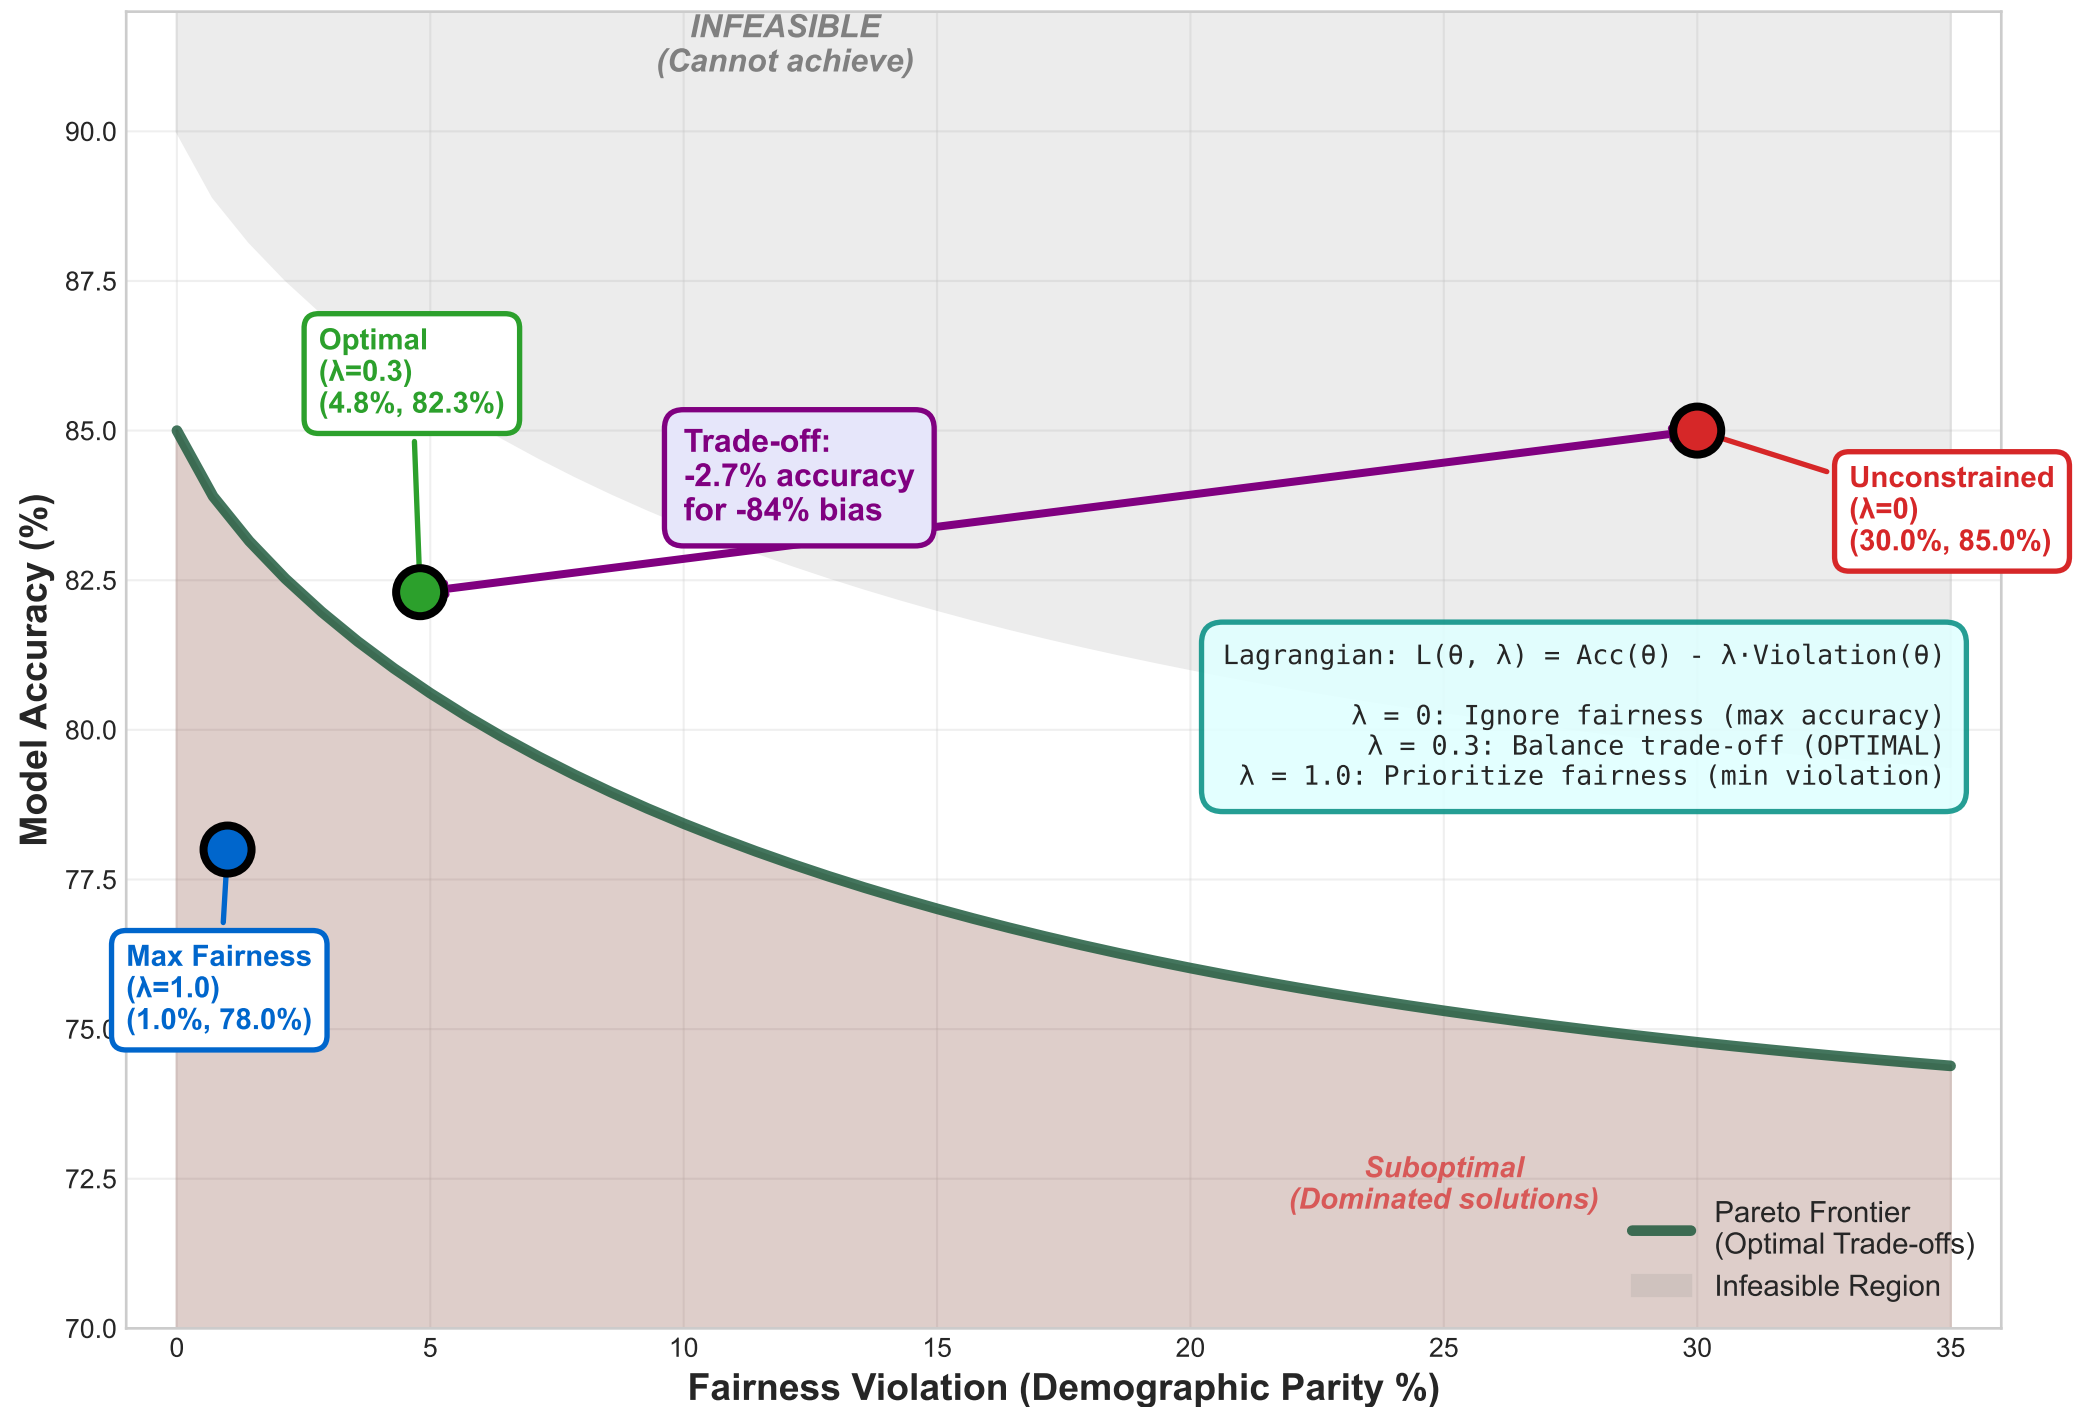 INFEASIBLE
(Cannot achieve)
90.0
87.5
85.0
82.5
80.0
77.5
75.0
72.5
70.0
Model Accuracy (%)
Optimal
(λ=0.3)
(4.8%, 82.3%)
Trade-off:
-2.7% accuracy
for -84% bias
Unconstrained
(λ=0)
(30.0%, 85.0%)
Lagrangian: L(θ, λ) = Acc(θ) - λ·Violation(θ)
λ = 0: Ignore fairness (max accuracy)
λ = 0.3: Balance trade-off (OPTIMAL)
λ = 1.0: Prioritize fairness (min violation)
Max Fairness
(λ=1.0)
(1.0%, 78.0%)
Suboptimal
(Dominated solutions)
Pareto Frontier
(Optimal Trade-offs)
Infeasible Region
0 5 10 15 20 25 30 35
Fairness Violation (Demographic Parity %)